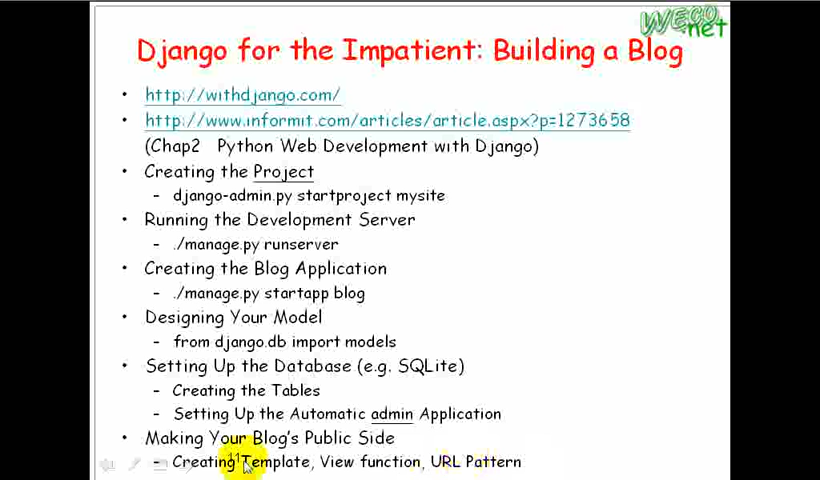 WECO.net
Django for the Impatient: Building a Blog
• http://withdjango.com/
• http://www.informit.com/articles/article.aspx?p=1273658
(Chap2 Python Web Development with Django)
• Creating the Project
- django-admin.py startproject mysite
• Running the Development Server
- ./manage.py runserver
• Creating the Blog Application
- ./manage.py startapp blog
• Designing Your Model
- from django.db import models
• Setting Up the Database (e.g. SQLite)
- Creating the Tables
- Setting Up the Automatic admin Application
• Making Your Blog's Public Side
- Creating Template, View function, URL Pattern
11